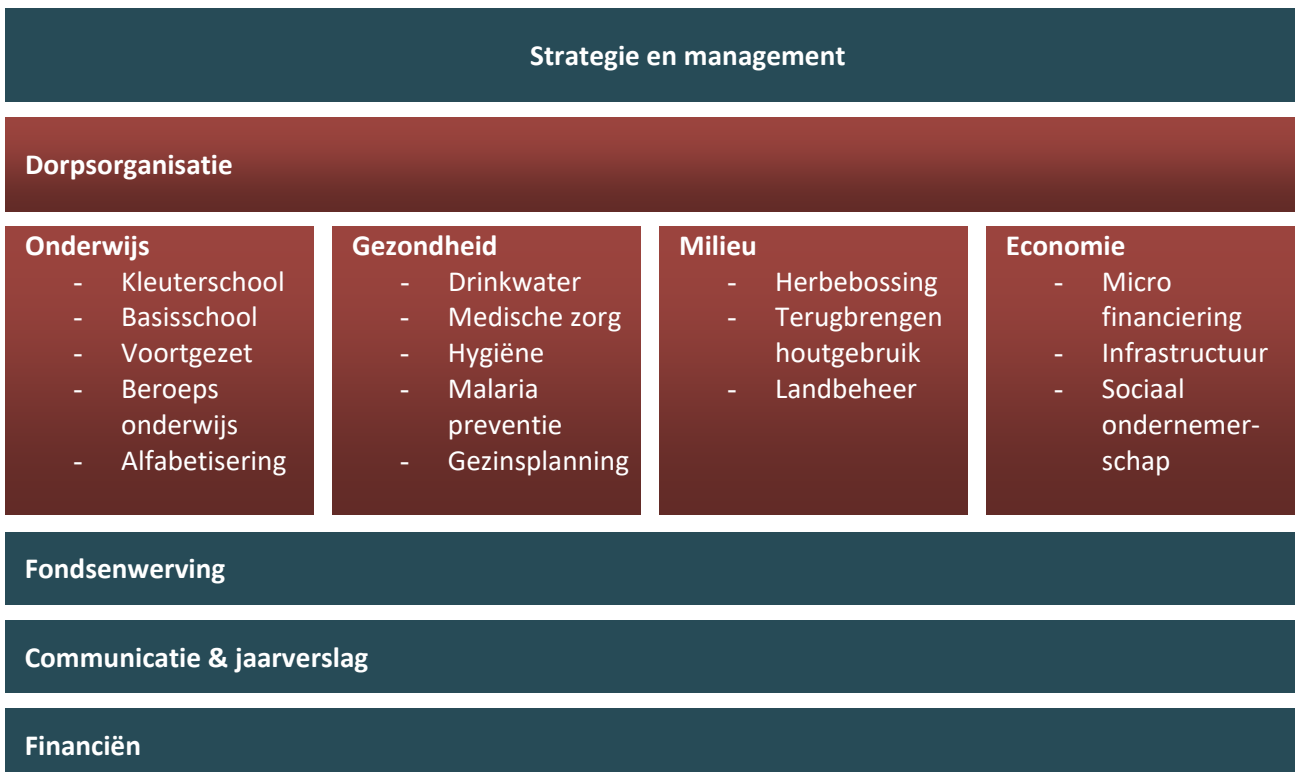 Strategie en management
Dorpsorganisatie
Onderwijs
- Kleuterschool
- Basisschool
- Voortgezet
- Beroeps
onderwijs
- Alfabetisering
Gezondheid
- Drinkwater
- Medische zorg
- Hygiëne
- Malaria
preventie
- Gezinsplanning
Milieu
- Herbebossing
- Terugbrengen
houtgebruik
- Landbeheer
Economie
- Micro
financiering
- Infrastructuur
- Sociaal
ondernemer-
schap
Fondsenwerving
Communicatie & jaarverslag
Financiën